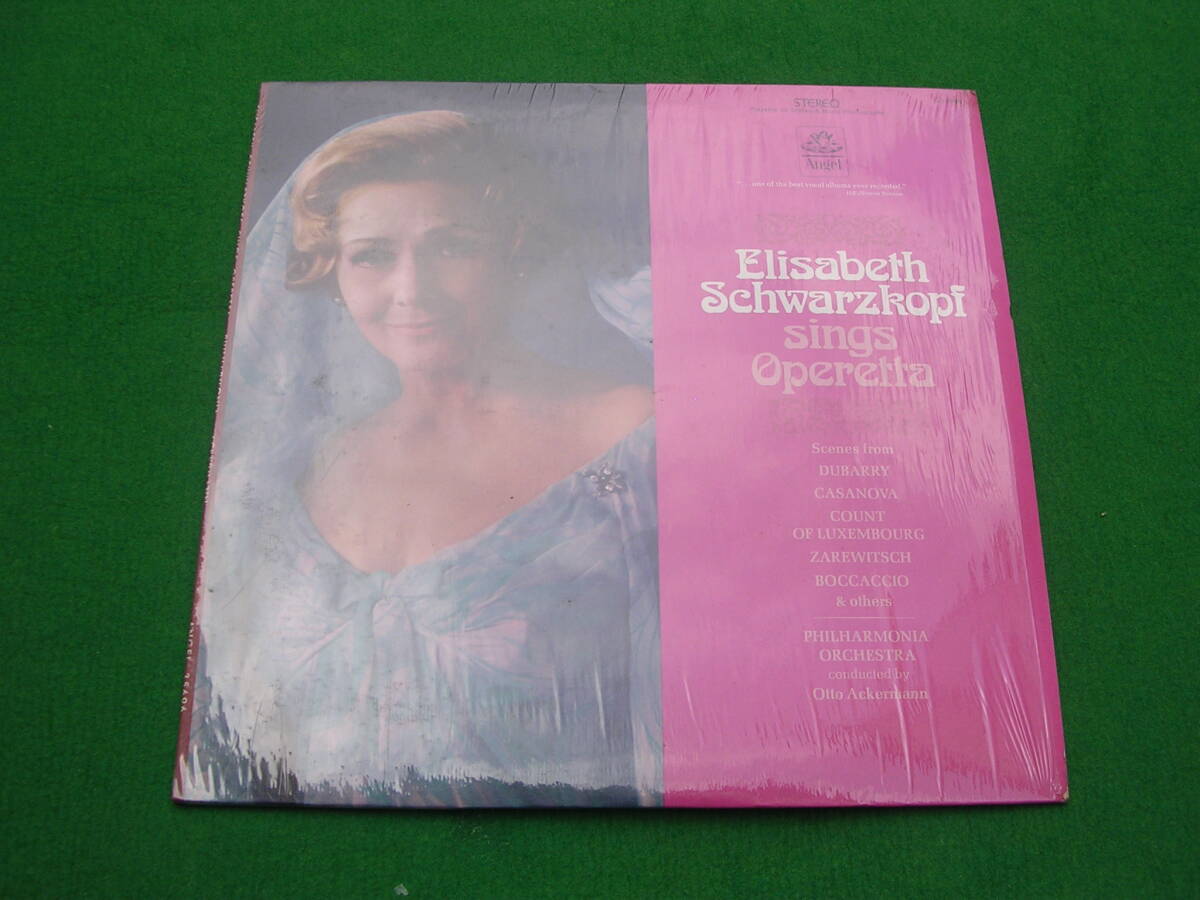 STEREO
Angel
"...one of the best vocal albums ever recorded."
Elisabeth
Schwarzkopf
sings
Operetta
Scenes from
DUBARRY
CASANOVA
COUNT
OF LUXEMBOURG
ZAREWITSCH
BOCCACCIO
& others
PHILHARMONIA
ORCHESTRA
conducted by
Otto Ackermann